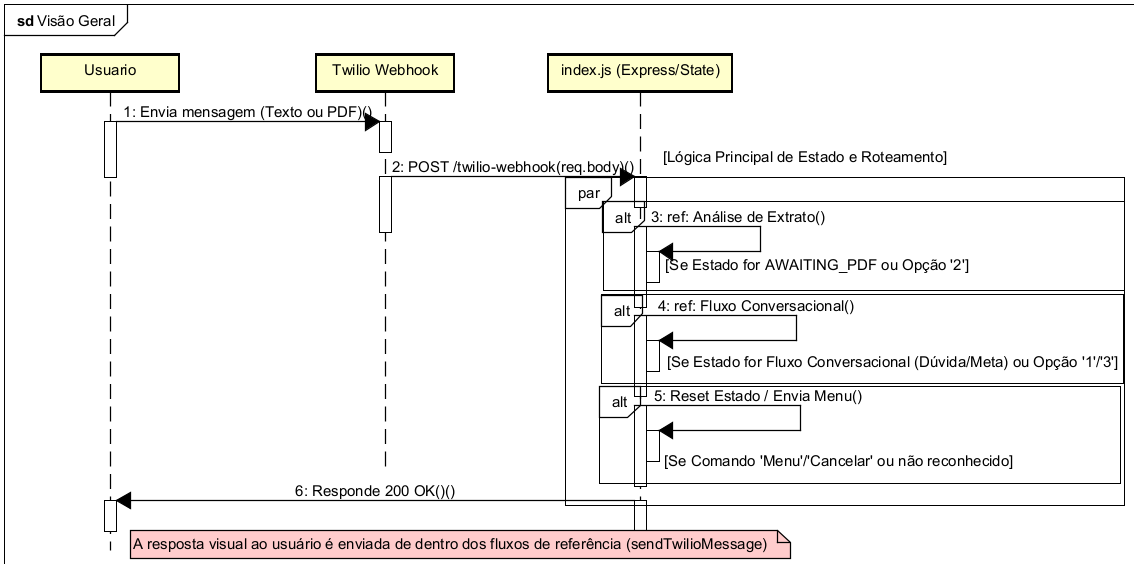 sd Visão Geral
Usuario
Twilio Webhook
index.js (Express/State)
1: Envia mensagem (Texto ou PDF)()
2: POST /twilio-webhook(req.body)()
[Lógica Principal de Estado e Roteamento]
par
alt
3: ref: Análise de Extrato()
[Se Estado for AWAITING_PDF ou Opção '2']
alt
4: ref: Fluxo Conversacional()
[Se Estado for Fluxo Conversacional (Dúvida/Meta) ou Opção '1'/'3']
alt
5: Reset Estado / Envia Menu()
[Se Comando 'Menu'/'Cancelar' ou não reconhecido]
6: Responde 200 OK()()
A resposta visual ao usuário é enviada de dentro dos fluxos de referência (sendTwilioMessage)